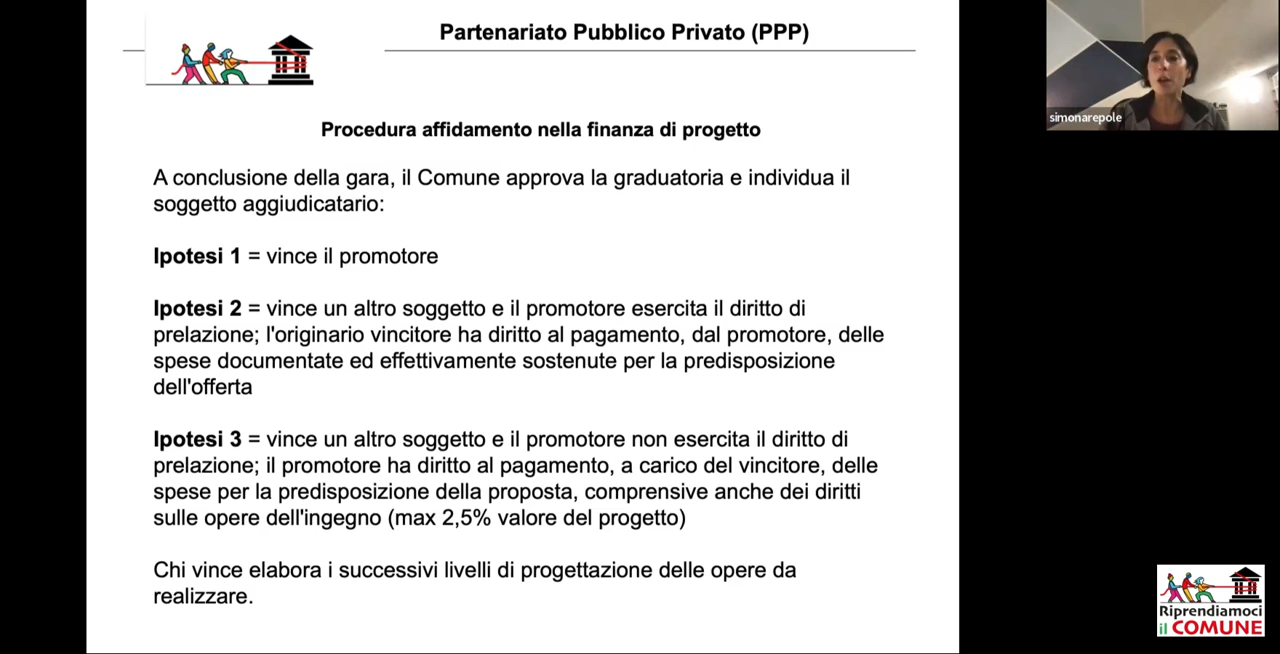 Partenariato Pubblico Privato (PPP)
simonarepole
Procedura affidamento nella finanza di progetto
A conclusione della gara, il Comune approva la graduatoria e individua il
soggetto aggiudicatario:
Ipotesi 1 = vince il promotore
Ipotesi 2 = vince un altro soggetto e il promotore esercita il diritto di
prelazione; l'originario vincitore ha diritto al pagamento, dal promotore, delle
spese documentate ed effettivamente sostenute per la predisposizione
dell'offerta
Ipotesi 3 = vince un altro soggetto e il promotore non esercita il diritto di
prelazione; il promotore ha diritto al pagamento, a carico del vincitore, delle
spese per la predisposizione della proposta, comprensive anche dei diritti
sulle opere dell'ingegno (max 2,5% valore del progetto)
Chi vince elabora i successivi livelli di progettazione delle opere da
realizzare.
Riprendiamoci
il COMUNE